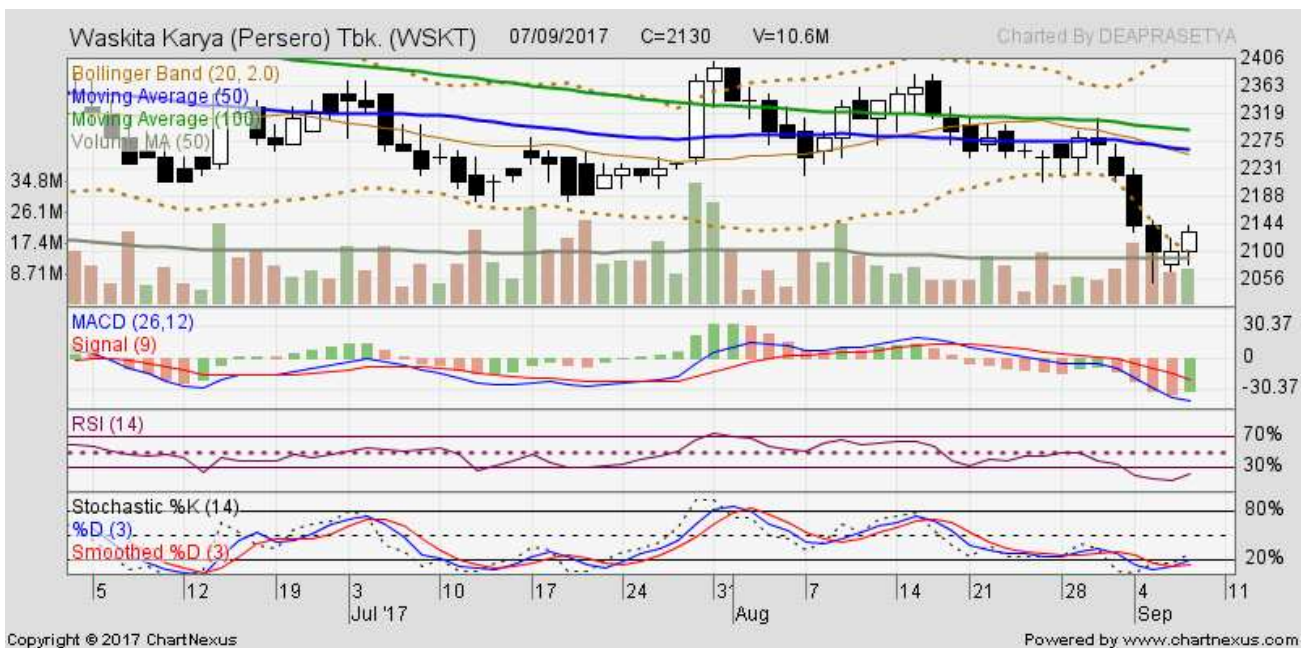 Waskita Karya (Persero) Tbk. (WSKT) 07/09/2017 C=2130 V=10.6M Charted By DEAPRASETYA
Bollinger Band (20, 2.0)
Moving Average (50)
Moving Average (100)
Volume MA (50)
34.8M
26.1M
17.4M
8.71M
2406
2363
2319
2275
2231
2188
2144
2100
2056
MACD (26,12)
Signal (9)
30.37
0
-30.37
RSI (14)
70%
30%
Stochastic %K (14)
%D (3)
Smoothed %D (3)
80%
20%
5 12 19 3 10 17 24 31 7 14 21 28 4 11
Jul '17 Aug Sep
Copyright © 2017 ChartNexus Powered by www.chartnexus.com